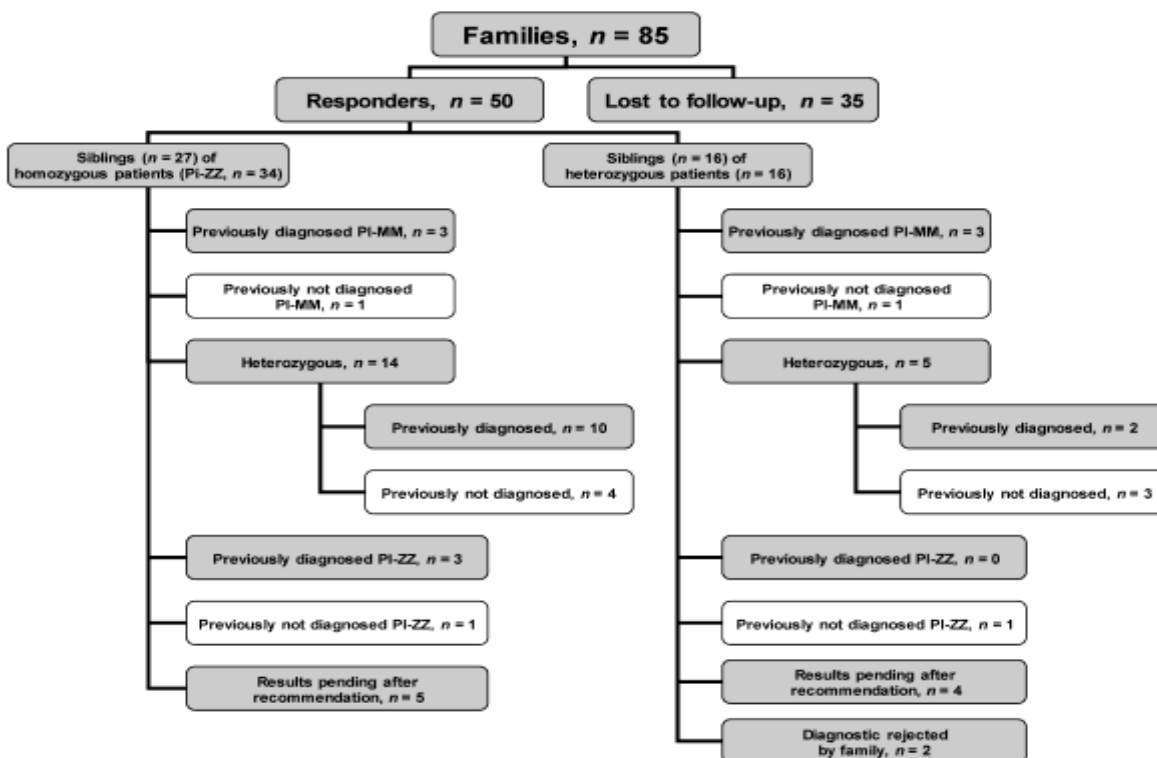 Families, n = 85
Responders, n = 50
Lost to follow-up, n = 35
Siblings (n = 27) of
homozygous patients (Pi-ZZ, n = 34)
Previously diagnosed PI-MM, n = 3
Previously not diagnosed
PI-MM, n = 1
Heterozygous, n = 14
Previously diagnosed, n = 10
Previously not diagnosed, n = 4
Previously diagnosed PI-ZZ, n = 3
Previously not diagnosed PI-ZZ, n = 1
Results pending after
recommendation, n = 5
Siblings (n = 16) of
heterozygous patients (n = 16)
Previously diagnosed PI-MM, n = 3
Previously not diagnosed
PI-MM, n = 1
Heterozygous, n = 5
Previously diagnosed, n = 2
Previously not diagnosed, n = 3
Previously diagnosed PI-ZZ, n = 0
Previously not diagnosed PI-ZZ, n = 1
Results pending after
recommendation, n = 4
Diagnostic rejected
by family, n = 2